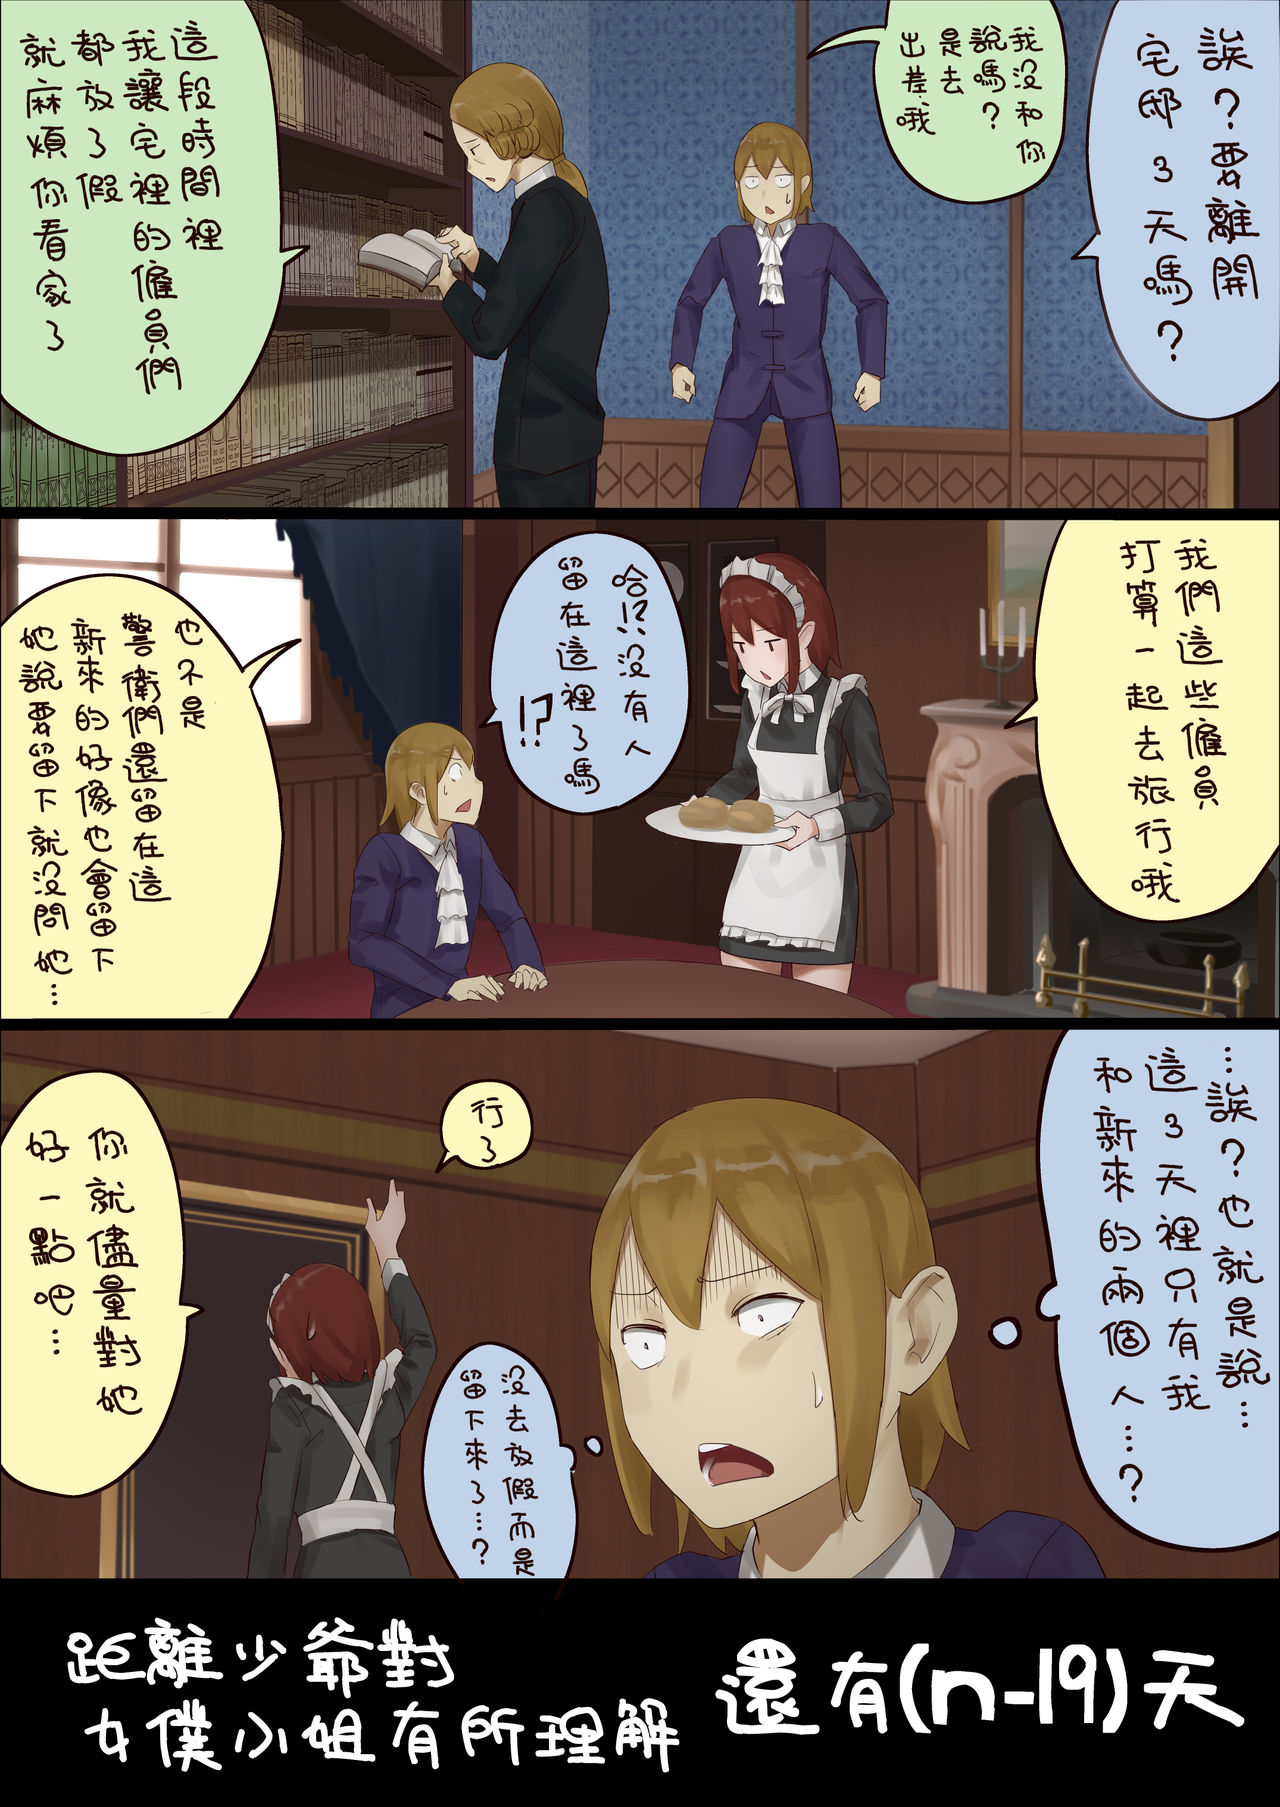 誒？要離開
宅邸3天嗎？
我沒和你
說嗎？
是去
出差哦
這段時間裡
我讓宅裡的僱員們
都放了假
就麻煩你看家了
我們這些僱員
打算一起去旅行哦
哈!?沒有人
留在這裡了嗎
!?
也不是
警衛們還留在這
新來的好像也會留下
她說要留下就沒問她…
…誒？也就是說…
這3天裡只有我
和新來的兩個人…？
沒去放假而是
留下來了…？
行了
你就儘量對她
好一點吧…
距離少爺對
女僕小姐有所理解
還有(n-19)天